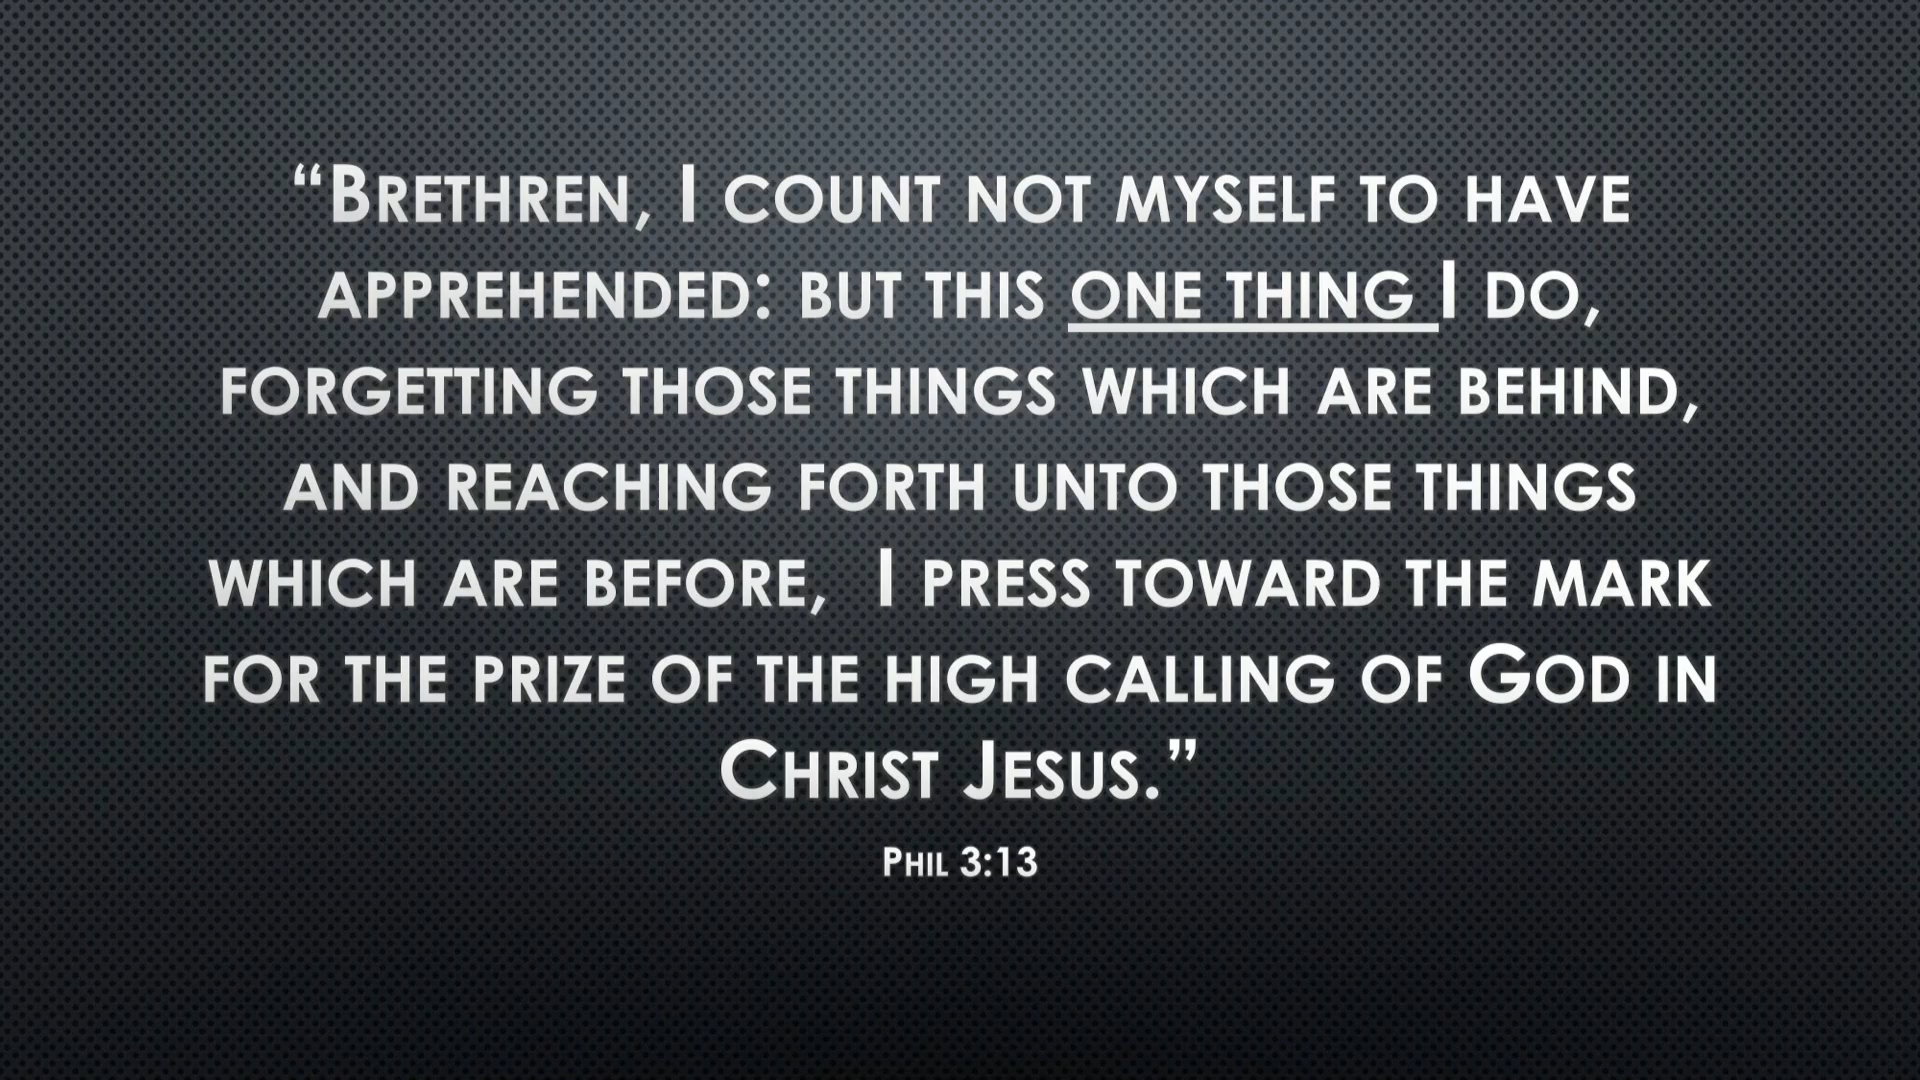 “Brethren, I count not myself to have
apprehended: but this one thing I do,
forgetting those things which are behind,
and reaching forth unto those things
which are before,  I press toward the mark
for the prize of the high calling of God in
Christ Jesus.”
Phil 3:13